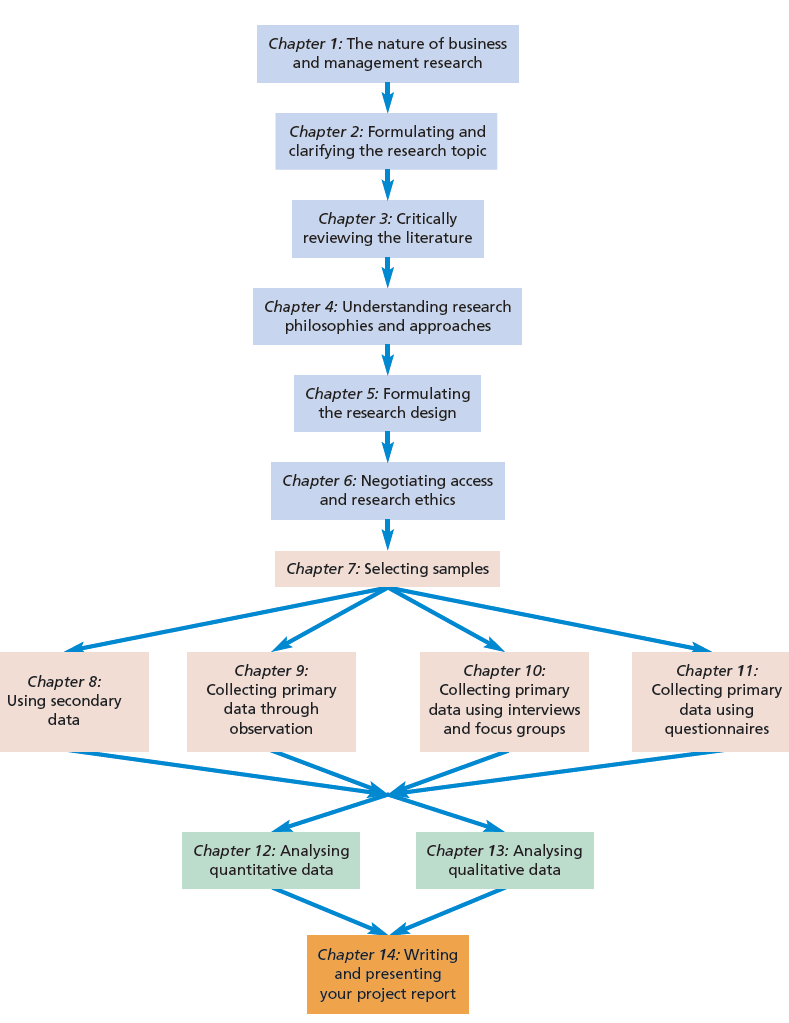 Chapter 1: The nature of business
and management research
Chapter 2: Formulating and
clarifying the research topic
Chapter 3: Critically
reviewing the literature
Chapter 4: Understanding research
philosophies and approaches
Chapter 5: Formulating
the research design
Chapter 6: Negotiating access
and research ethics
Chapter 7: Selecting samples
Chapter 8:
Using secondary
data
Chapter 9:
Collecting primary
data through
observation
Chapter 10:
Collecting primary
data using interviews
and focus groups
Chapter 11:
Collecting primary
data using
questionnaires
Chapter 12: Analysing
quantitative data
Chapter 13: Analysing
qualitative data
Chapter 14: Writing
and presenting
your project report